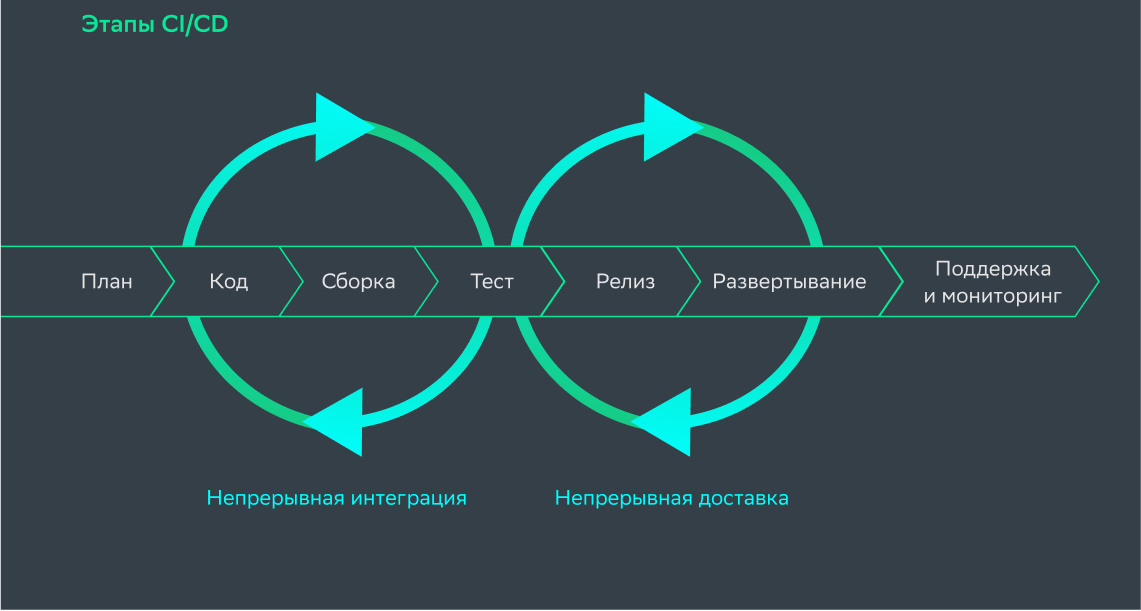 Этапы CI/CD
План
Код
Сборка
Тест
Релиз
Развертывание
Поддержка
и мониторинг
Непрерывная интеграция
Непрерывная доставка